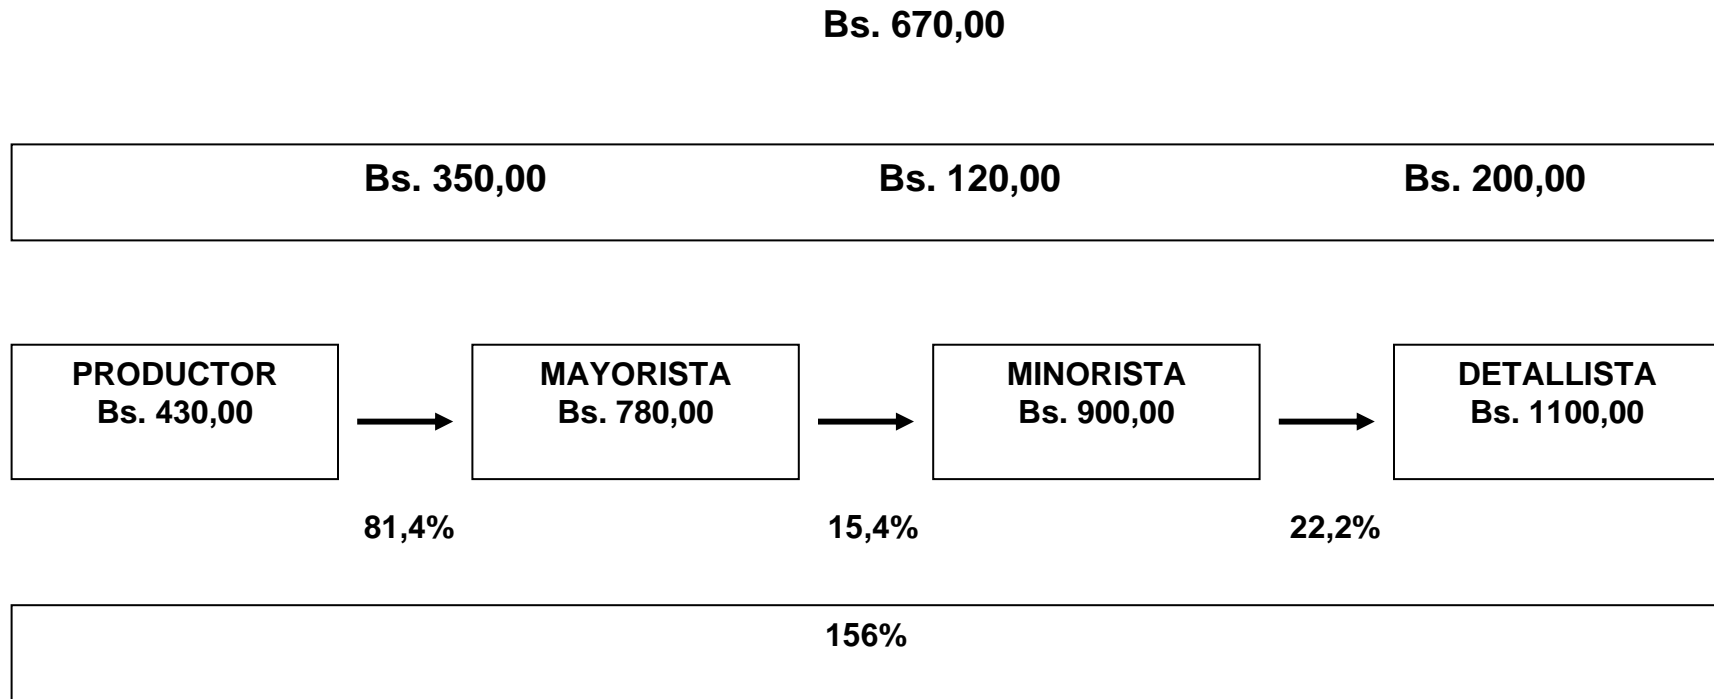 Bs. 670,00
Bs. 350,00
Bs. 120,00
Bs. 200,00
PRODUCTOR
Bs. 430,00
MAYORISTA
Bs. 780,00
MINORISTA
Bs. 900,00
DETALLISTA
Bs. 1100,00
81,4%
15,4%
22,2%
156%